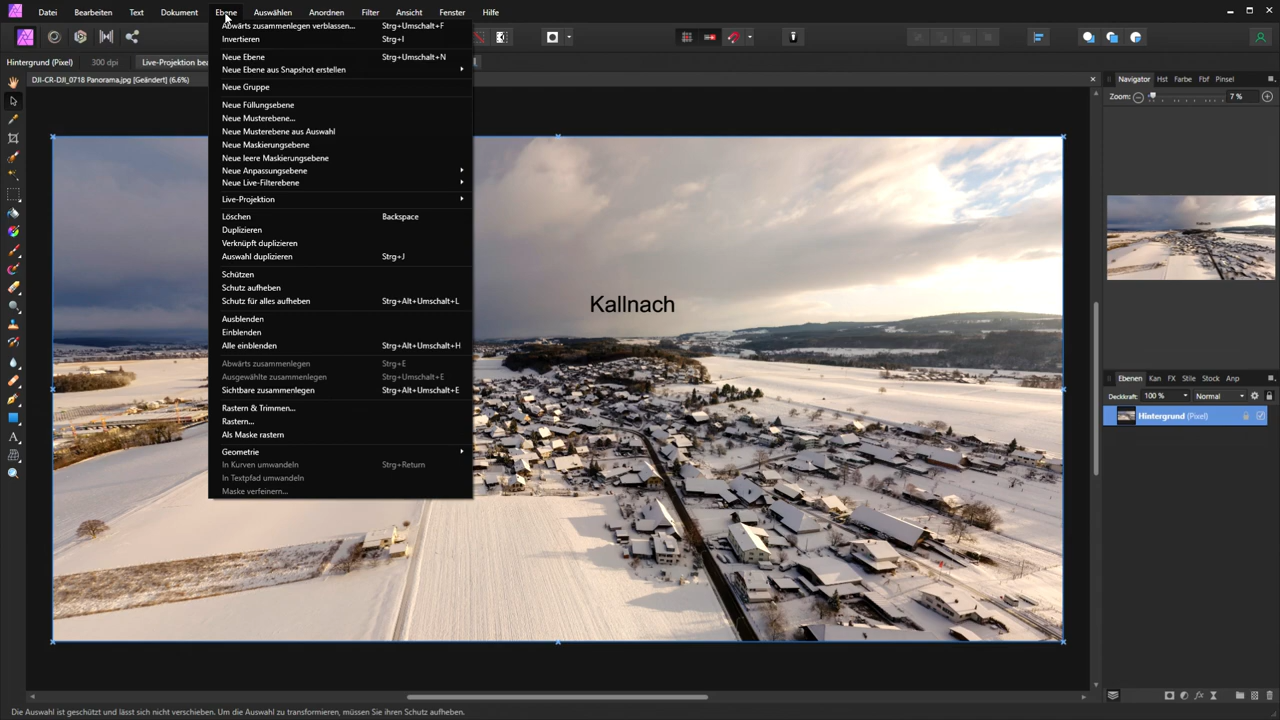 Datei Bearbeiten Text Dokument Ebene Auswählen Anordnen Filter Ansicht Fenster Hilfe
Abwärts zusammenlegen verblassen... Strg+Umschalt+F
Invertieren Strg+I
Neue Ebene Strg+Umschalt+N
Neue Ebene aus Snapshot erstellen
Neue Gruppe
Neue Füllungsebene
Neue Musterebene...
Neue Musterebene aus Auswahl
Neue Maskierungsebene
Neue leere Maskierungsebene
Neue Anpassungsebene
Neue Live-Filterebene
Live-Projektion
Löschen Backspace
Duplizieren
Verknüpft duplizieren
Auswahl duplizieren Strg+J
Schützen
Schutz aufheben
Schutz für alles aufheben Strg+Alt+Umschalt+L
Ausblenden
Einblenden
Alle einblenden Strg+Alt+Umschalt+H
Abwärts zusammenlegen Strg+E
Ausgewählte zusammenlegen Strg+Umschalt+E
Sichtbare zusammenlegen Strg+Alt+Umschalt+E
Rastern & Trimmen...
Rastern...
Als Maske rastern
Geometrie
In Kurven umwandeln Strg+Return
In Textpfad umwandeln
Maske verfeinern...
Hintergrund (Pixel) 300 dpi Live-Projektion bea
DJI-CR-DJI_0718 Panorama.jpg [Geändert] (6.6%)
Kallnach
Navigator Hst Farbe Fbf Pinsel
Zoom: 7 %
Ebenen Kan FX Stile Stock Anp
Deckkraft: 100 % Normal
Hintergrund (Pixel)
Die Auswahl ist geschützt und lässt sich nicht verschieben. Um die Auswahl zu transformieren, müssen Sie ihren Schutz aufheben.